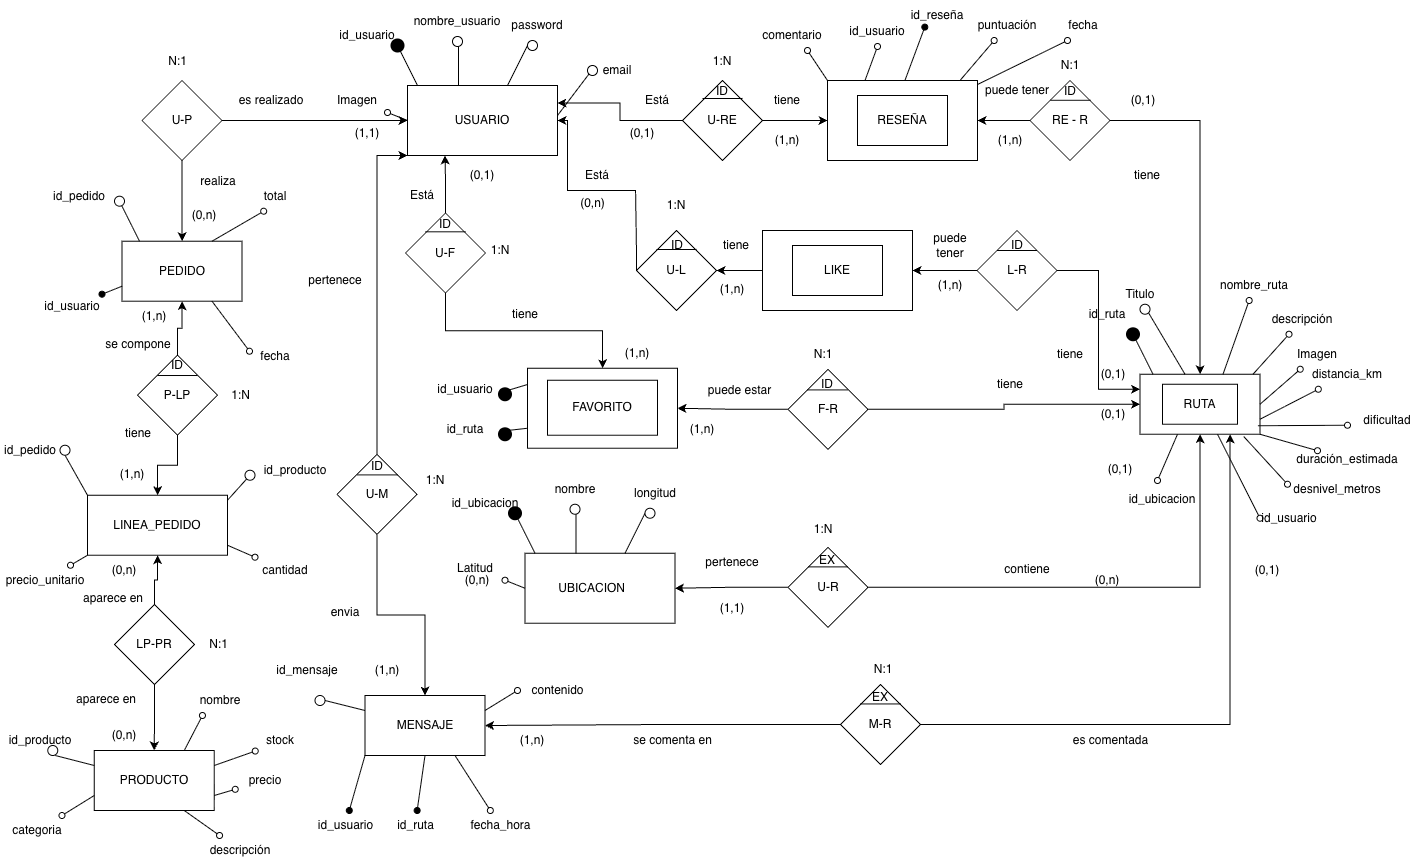 id_reseña
nombre_usuario
password
id_usuario
comentario
id_usuario
puntuación
fecha
N:1
1:N
N:1
email
ID
ID
es realizado
Imagen
Está
tiene
puede tener
(0,1)
U-P
USUARIO
U-RE
RESEÑA
RE - R
(1,1)
(0,1)
(1,n)
(1,n)
realiza
(0,1)
Está
tiene
id_pedido
total
Está
(0,n)
1:N
(0,n)
ID
U-F
1:N
ID
U-L
tiene
(1,n)
LIKE
puede
tener
(1,n)
ID
L-R
PEDIDO
pertenece
id_usuario
(1,n)
se compone
fecha
tiene
(1,n)
Titulo
nombre_ruta
id_ruta
descripción
Imagen
distancia_km
dificultad
duración_estimada
desnivel_metros
id_usuario
id_ubicacion
RUTA
tiene
(0,1)
(0,1)
(0,1)
ID
P-LP
1:N
tiene
(1,n)
id_usuario
id_ruta
FAVORITO
puede estar
(1,n)
N:1
ID
F-R
tiene
id_pedido
id_producto
LINEA_PEDIDO
precio_unitario
cantidad
(0,n)
aparece en
ID
U-M
1:N
id_ubicacion
nombre
longitud
Latitud
(0,n)
UBICACION
pertenece
(1,1)
1:N
EX
U-R
contiene
(0,n)
(0,1)
envia
LP-PR
N:1
aparece en
(0,n)
id_producto
nombre
stock
precio
PRODUCTO
categoria
descripción
id_mensaje
(1,n)
contenido
MENSAJE
(1,n)
se comenta en
N:1
EX
M-R
es comentada
id_usuario
id_ruta
fecha_hora